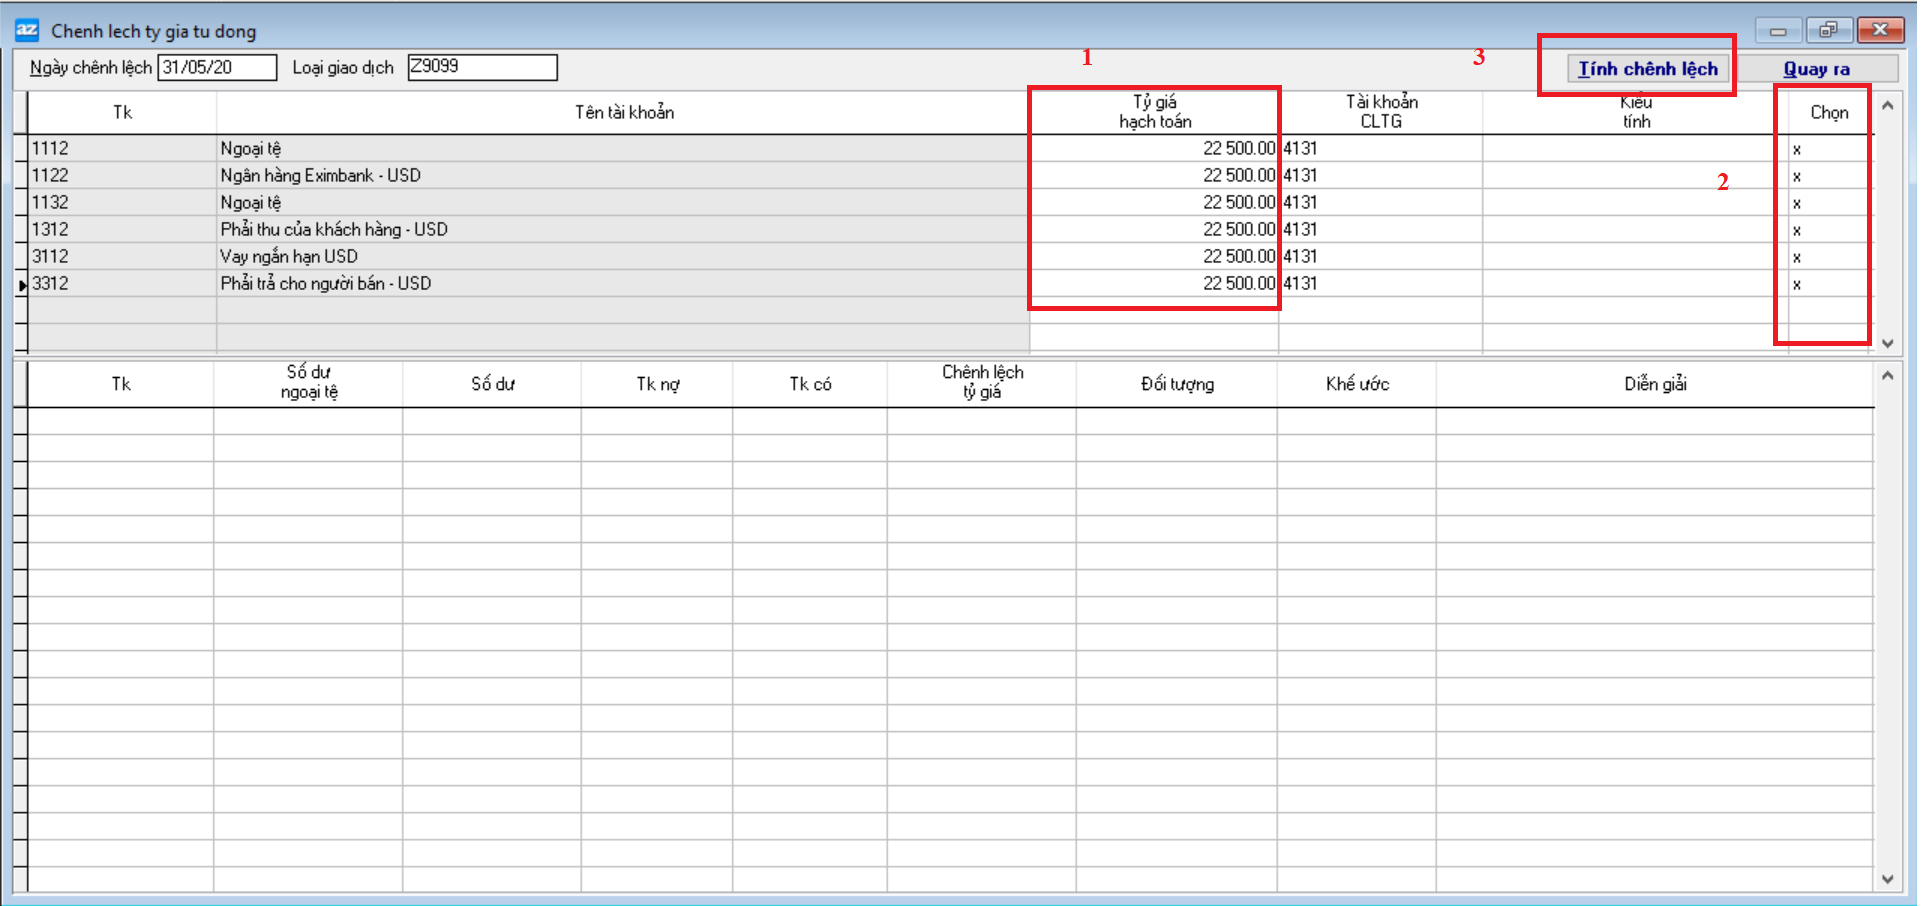 az Chenh lech ty gia tu dong
1
3
Ngày chênh lệch 31/05/20 Loại giao dịch Z9099 Tính chênh lệch Quay ra
Tk Tên tài khoản Tỷ giá hạch toán Tài khoản CLTG Kiểu tính Chọn
1112 Ngoại tệ 22 500.00 4131 x
1122 Ngân hàng Eximbank - USD 22 500.00 4131 x
2
1132 Ngoại tệ 22 500.00 4131 x
1312 Phải thu của khách hàng - USD 22 500.00 4131 x
3112 Vay ngắn hạn USD 22 500.00 4131 x
3312 Phải trả cho người bán - USD 22 500.00 4131 x
Tk Số dư ngoại tệ Số dư Tk nợ Tk có Chênh lệch tỷ giá Đối tượng Khế ước Diễn giải